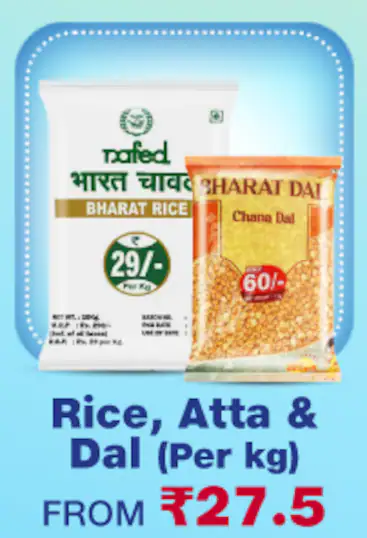 nafed
भारत चावल
BHARAT RICE
₹
29/-
Per Kg
BHARAT DAL
Chana Dal
60/-
Rice, Atta &
Dal (Per kg)
FROM ₹27.5